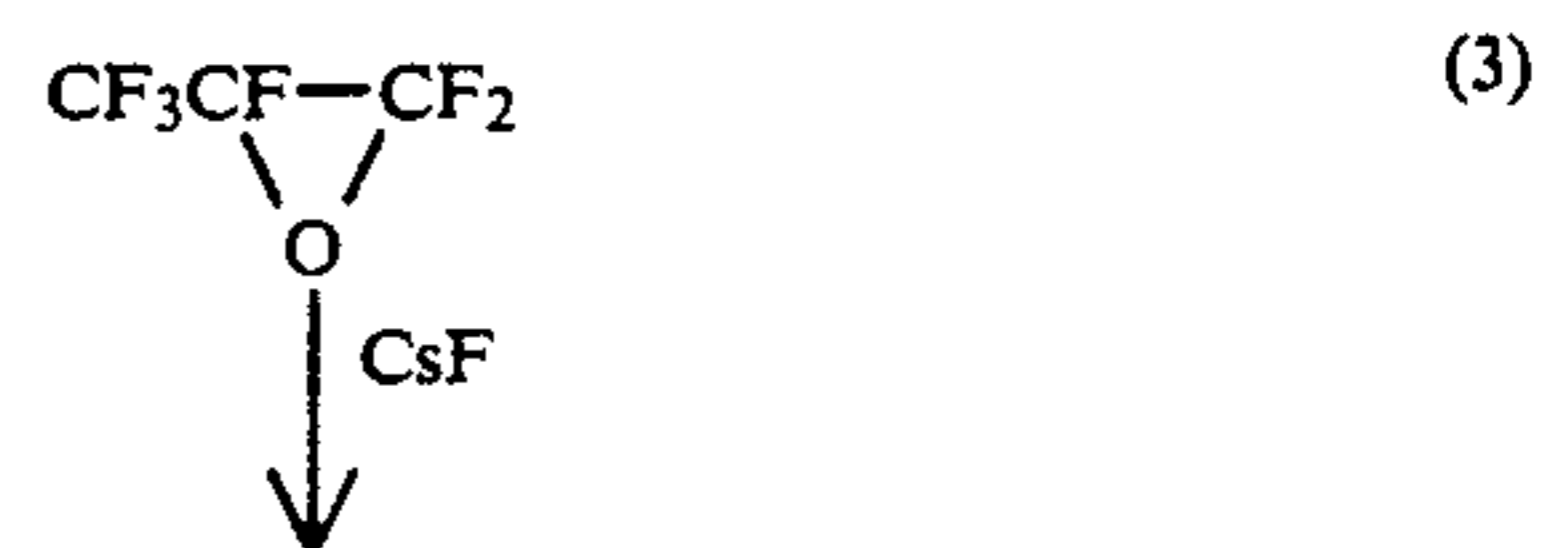 CF₃CF—CF₂ (3)
O
CsF